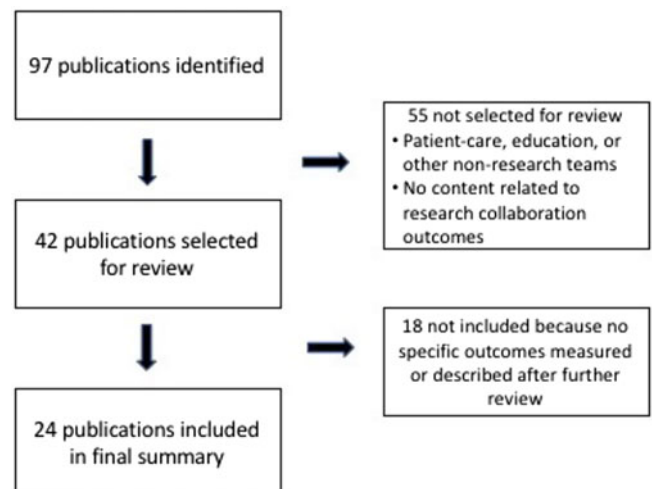 97 publications identified
55 not selected for review
• Patient-care, education, or
other non-research teams
• No content related to
research collaboration
outcomes
42 publications selected
for review
18 not included because no
specific outcomes measured
or described after further
review
24 publications included
in final summary